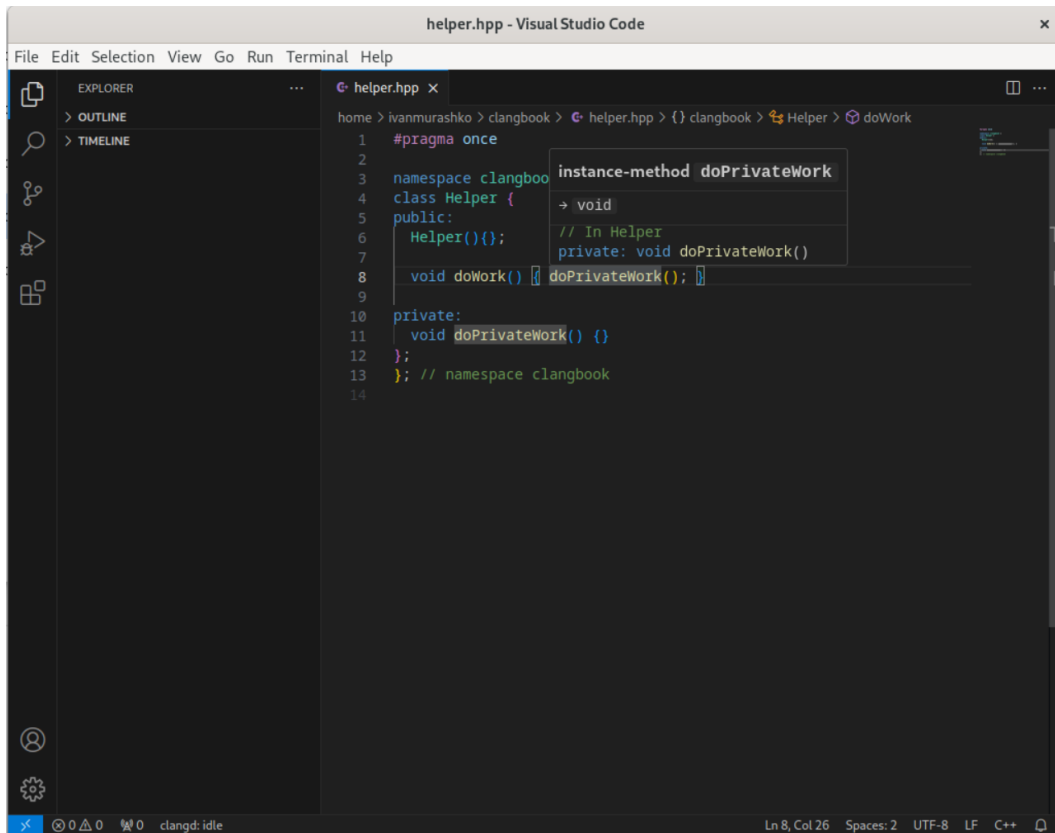 helper.hpp - Visual Studio Code ×
File Edit Selection View Go Run Terminal Help
EXPLORER ···
helper.hpp × ···
> OUTLINE
> TIMELINE
home > ivanmurashko > clangbook > helper.hpp > {} clangbook > Helper > doWork
1 #pragma once
2
3 namespace clangboo
4 class Helper {
5 public:
6 Helper(){};
7
8 void doWork() { doPrivateWork(); }
9
10 private:
11 void doPrivateWork() {}
12 };
13 }; // namespace clangbook
14
instance-method doPrivateWork
→ void
// In Helper
private: void doPrivateWork()
0 0 0 clangd: idle Ln 8, Col 26 Spaces: 2 UTF-8 LF C++